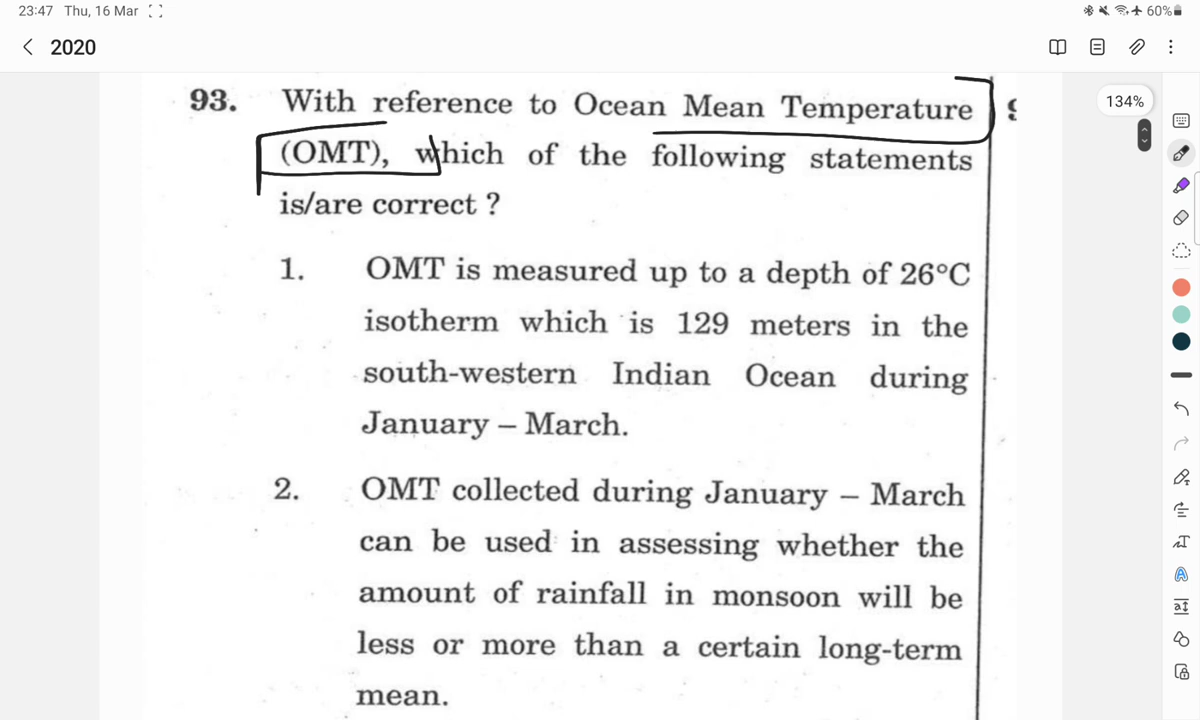 23:47 Thu, 16 Mar
60%
2020
134%
93. With reference to Ocean Mean Temperature
(OMT), which of the following statements
is/are correct ?
1. OMT is measured up to a depth of 26°C
isotherm which is 129 meters in the
south-western Indian Ocean during
January – March.
2. OMT collected during January – March
can be used in assessing whether the
amount of rainfall in monsoon will be
less or more than a certain long-term
mean.